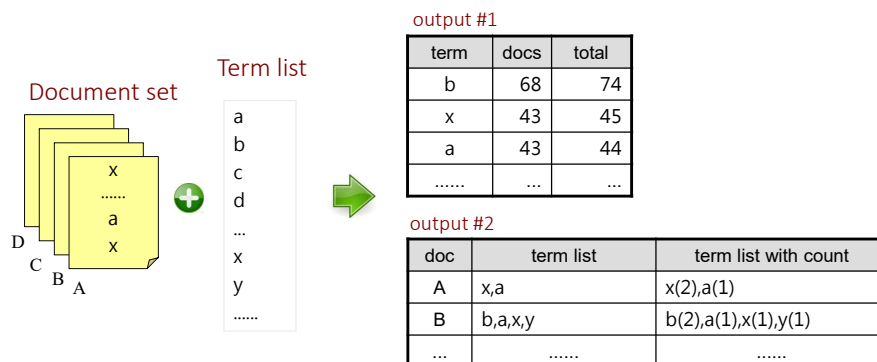 output #1
term docs total
b 68 74
x 43 45
a 43 44
...... ... ...
Document set
x
......
a
x
D
C
B
A
Term list
a
b
c
d
...
x
y
......
output #2
doc term list term list with count
A x,a x(2),a(1)
B b,a,x,y b(2),a(1),x(1),y(1)
... ...... ......